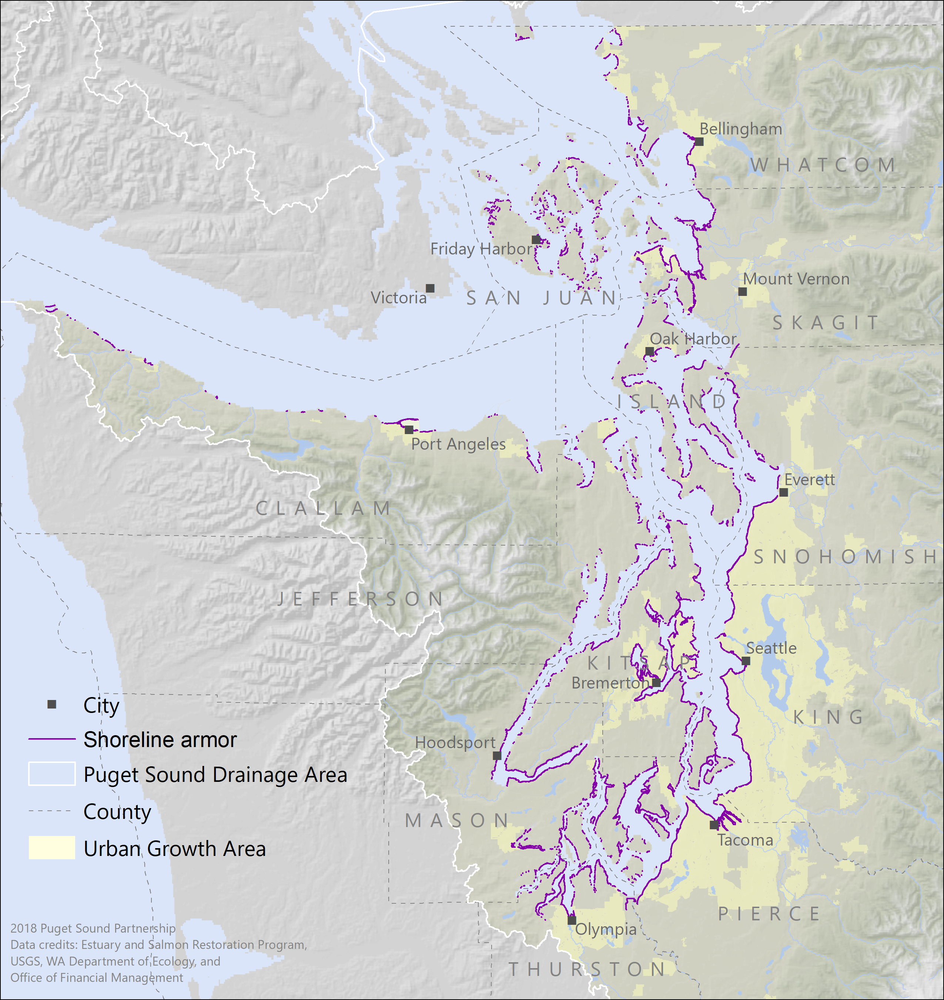 Bellingham
WHATCOM
Friday Harbor
Mount Vernon
Victoria
SAN JUAN
SKAGIT
Oak Harbor
ISLAND
Port Angeles
Everett
CLALLAM
SNOHOMISH
JEFFERSON
Seattle
KITSAP
Bremerton
City
KING
Shoreline armor
Hoodsport
Puget Sound Drainage Area
County
MASON
Tacoma
Urban Growth Area
PIERCE
2018 Puget Sound Partnership
Olympia
Data credits: Estuary and Salmon Restoration Program,
USGS, WA Department of Ecology, and
THURSTON
Office of Financial Management